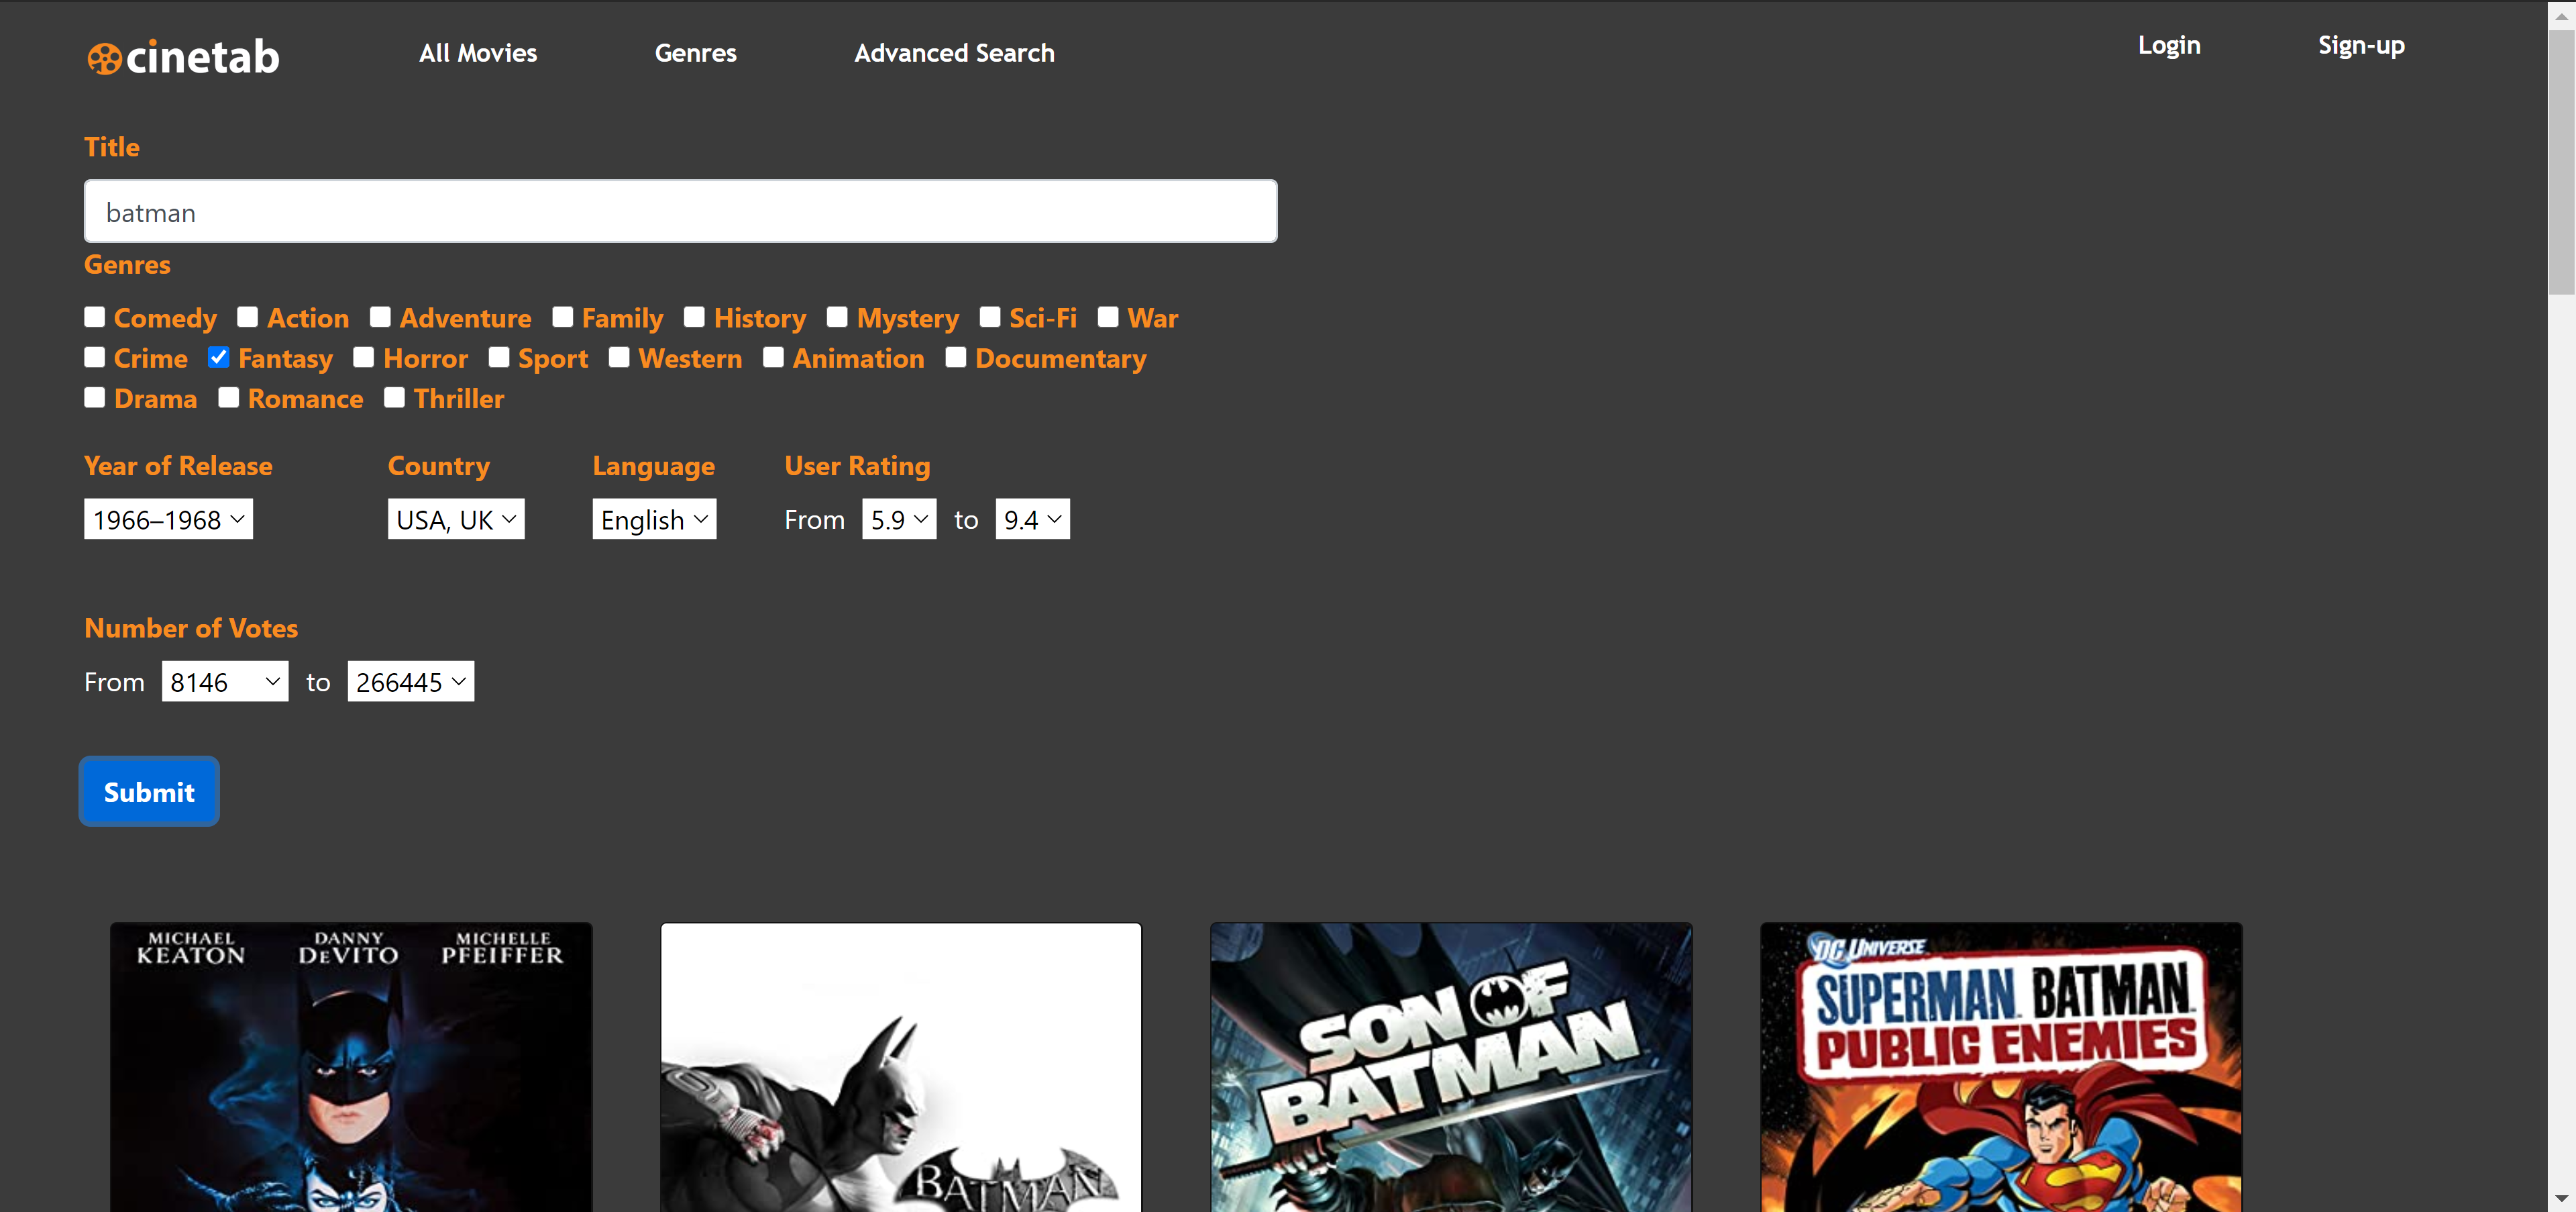 cinetab All Movies Genres Advanced Search Login Sign-up
Title
batman
Genres
Comedy Action Adventure Family History Mystery Sci-Fi War
Crime Fantasy Horror Sport Western Animation Documentary
Drama Romance Thriller
Year of Release Country Language User Rating
1966–1968 USA, UK English From 5.9 to 9.4
Number of Votes
From 8146 to 266445
Submit
MICHAEL KEATON DANNY DEVITO MICHELLE PFEIFFER
BATMAN
SON OF
BATMAN
DC UNIVERSE
SUPERMAN BATMAN
PUBLIC ENEMIES